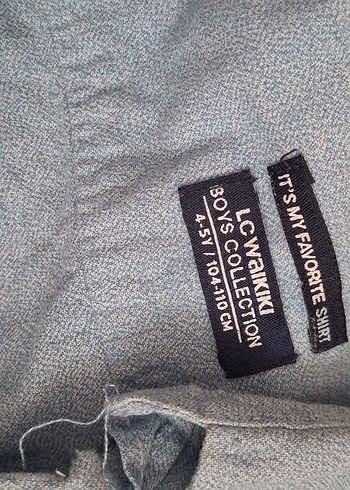 LC WAIKIKI
BOYS COLLECTION
4-5Y / 104-110 CM
IT'S MY FAVORITE SHIRT